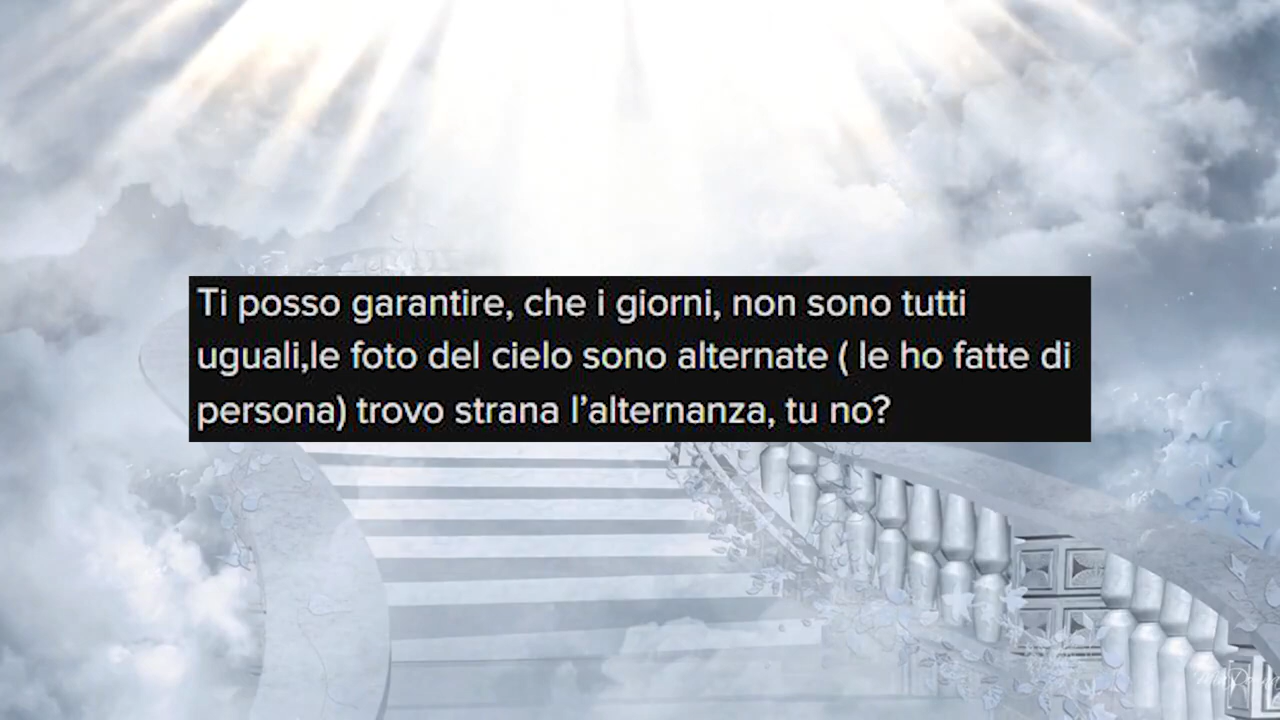 Ti posso garantire, che i giorni, non sono tutti
uguali,le foto del cielo sono alternate ( le ho fatte di
persona) trovo strana l’alternanza, tu no?